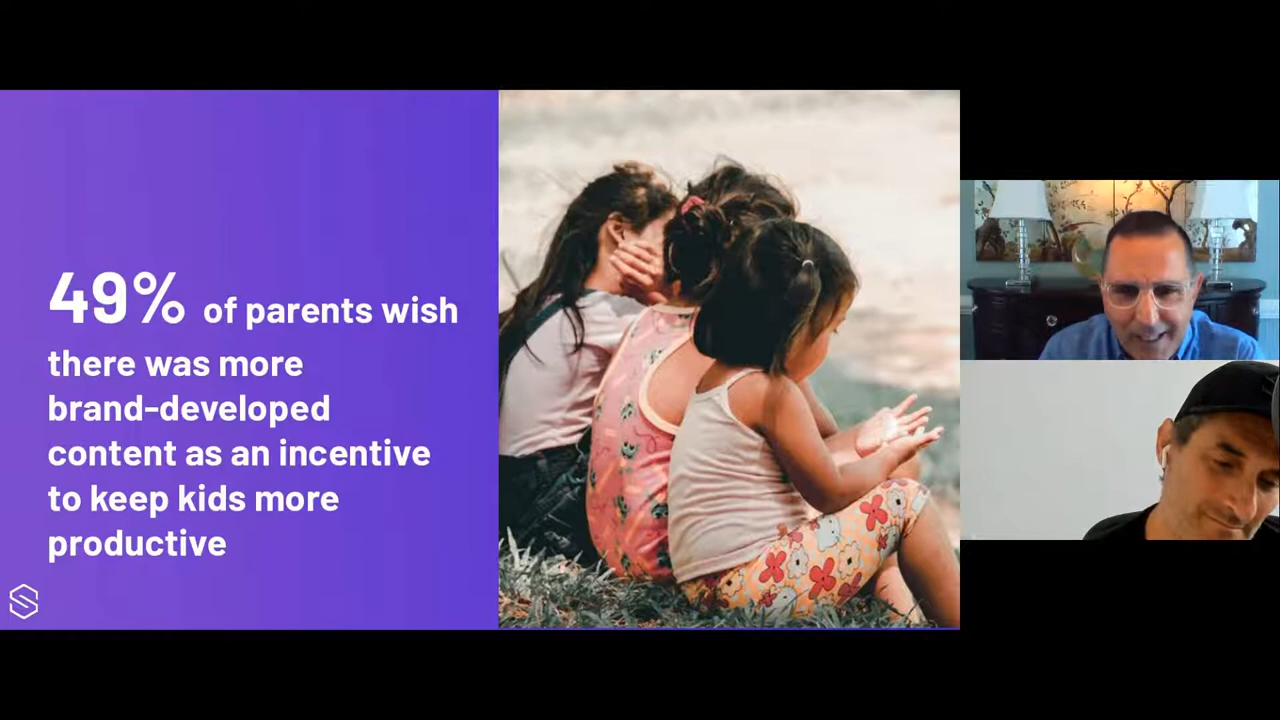 49% of parents wish
there was more
brand-developed
content as an incentive
to keep kids more
productive